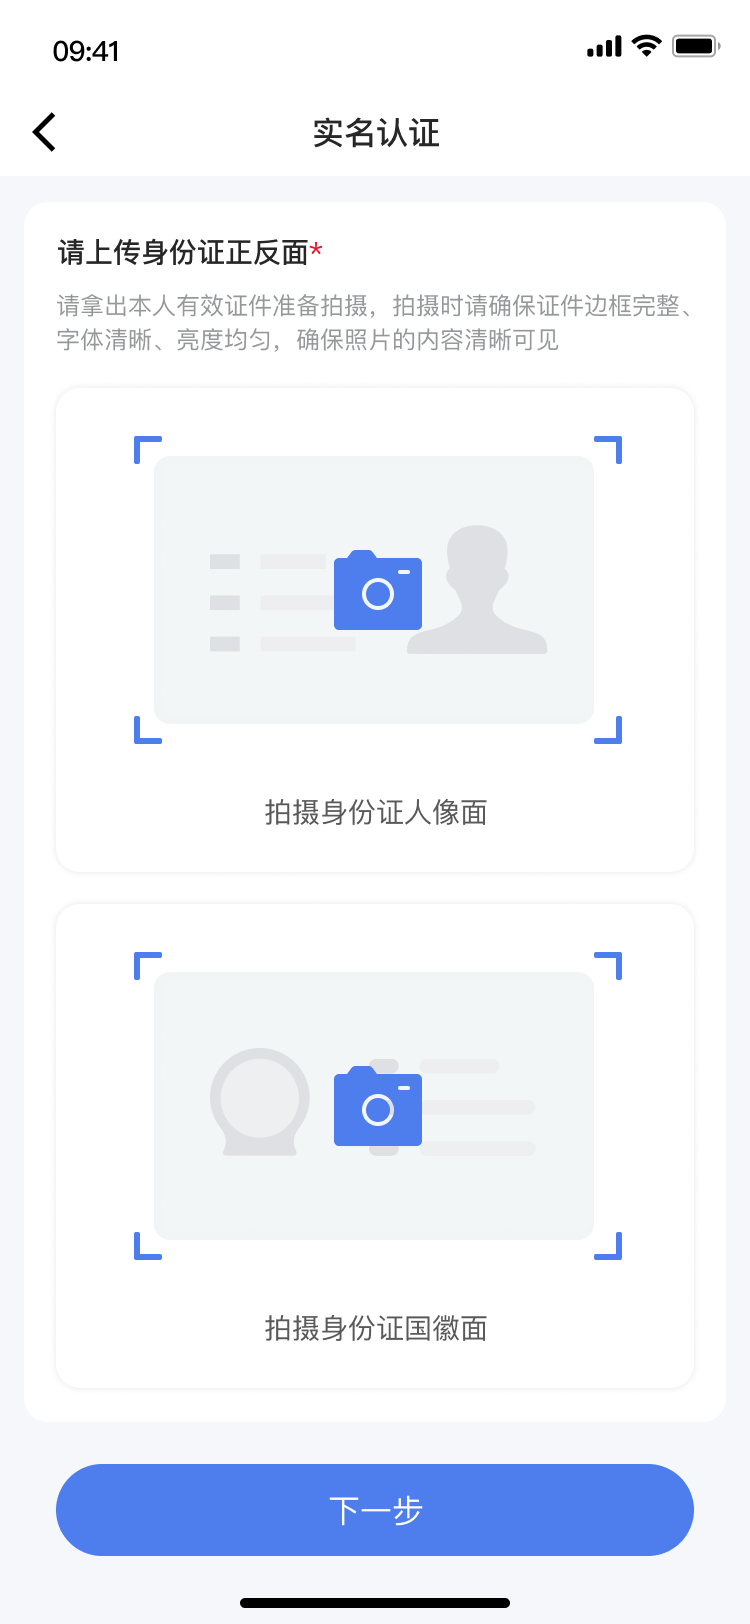 09:41
实名认证
请上传身份证正反面*
请拿出本人有效证件准备拍摄，拍摄时请确保证件边框完整、
字体清晰、亮度均匀，确保照片的内容清晰可见
拍摄身份证人像面
拍摄身份证国徽面
下一步